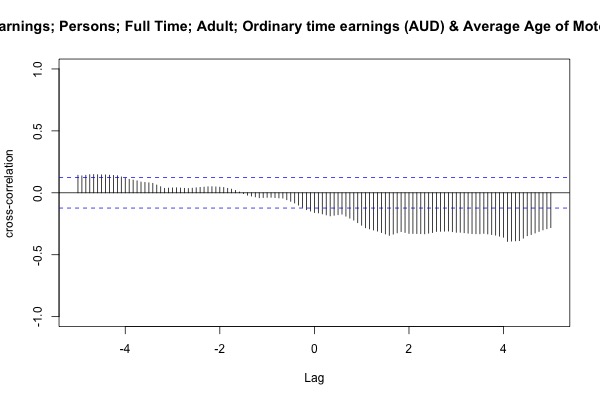 arnings; Persons; Full Time; Adult; Ordinary time earnings (AUD) & Average Age of Mot
cross-correlation
1.0
0.5
0.0
-0.5
-1.0
-4 -2 0 2 4
Lag